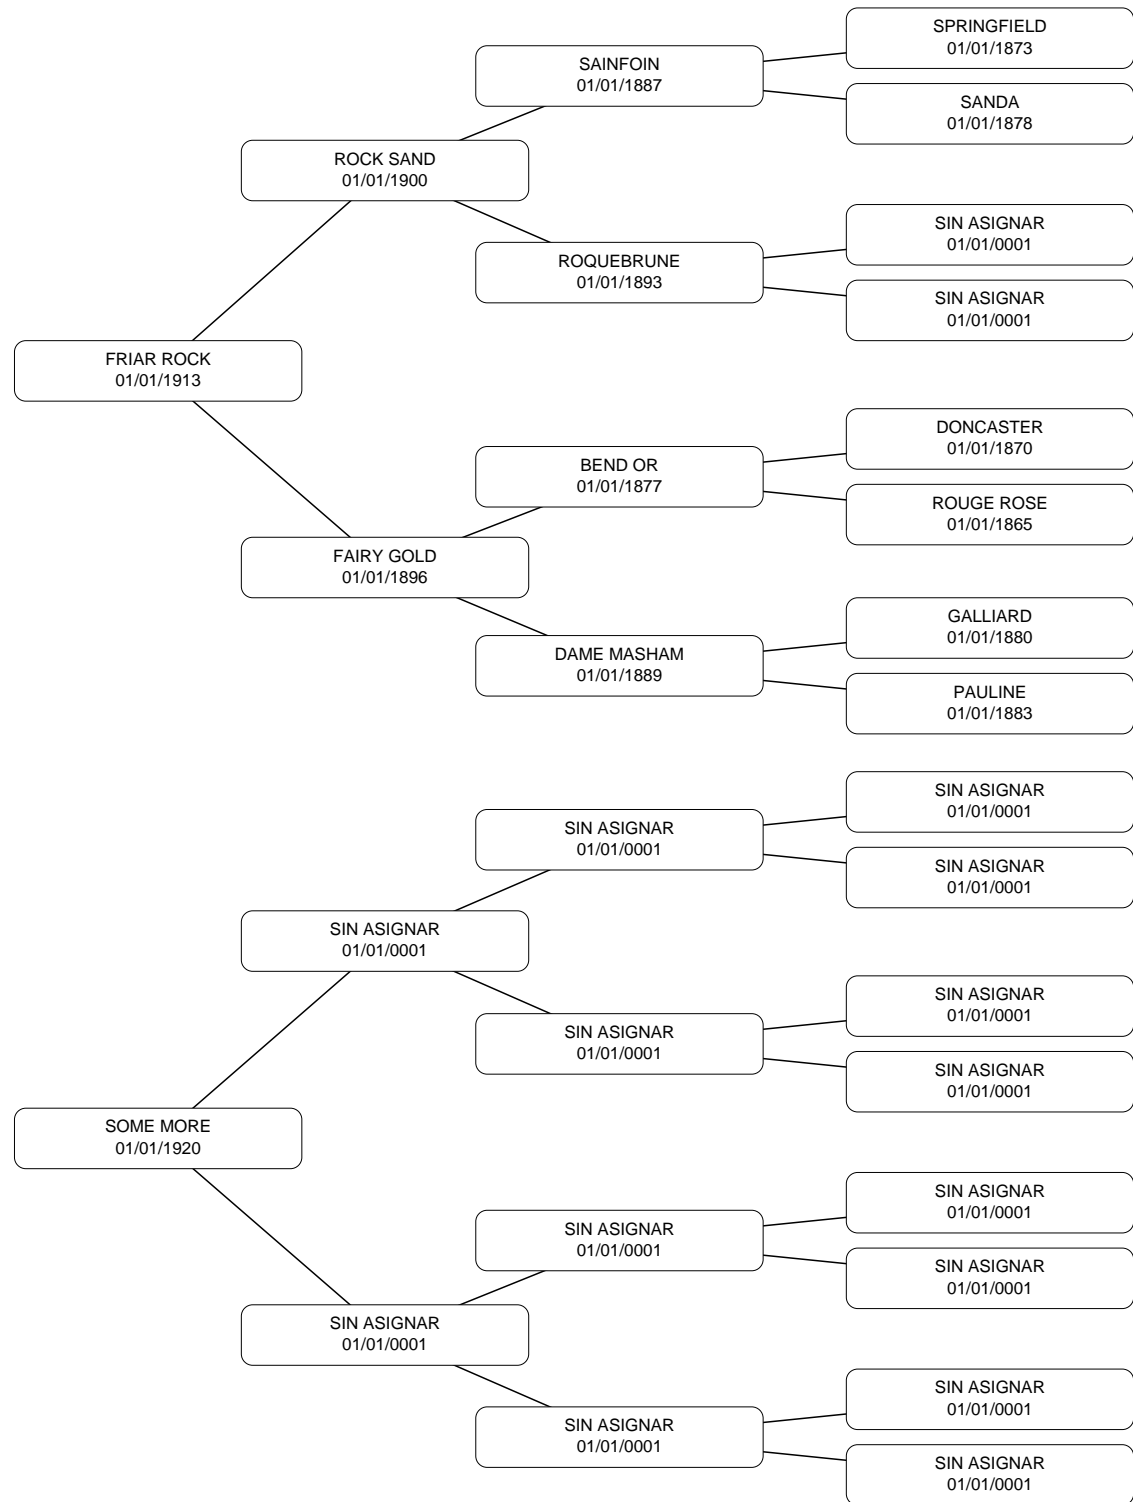 SPRINGFIELD
01/01/1873
SAINFOIN
01/01/1887
SANDA
01/01/1878
ROCK SAND
01/01/1900
SIN ASIGNAR
01/01/0001
ROQUEBRUNE
01/01/1893
SIN ASIGNAR
01/01/0001
FRIAR ROCK
01/01/1913
DONCASTER
01/01/1870
BEND OR
01/01/1877
ROUGE ROSE
01/01/1865
FAIRY GOLD
01/01/1896
GALLIARD
01/01/1880
DAME MASHAM
01/01/1889
PAULINE
01/01/1883
SIN ASIGNAR
01/01/0001
SIN ASIGNAR
01/01/0001
SIN ASIGNAR
01/01/0001
SIN ASIGNAR
01/01/0001
SIN ASIGNAR
01/01/0001
SIN ASIGNAR
01/01/0001
SIN ASIGNAR
01/01/0001
SOME MORE
01/01/1920
SIN ASIGNAR
01/01/0001
SIN ASIGNAR
01/01/0001
SIN ASIGNAR
01/01/0001
SIN ASIGNAR
01/01/0001
SIN ASIGNAR
01/01/0001
SIN ASIGNAR
01/01/0001
SIN ASIGNAR
01/01/0001